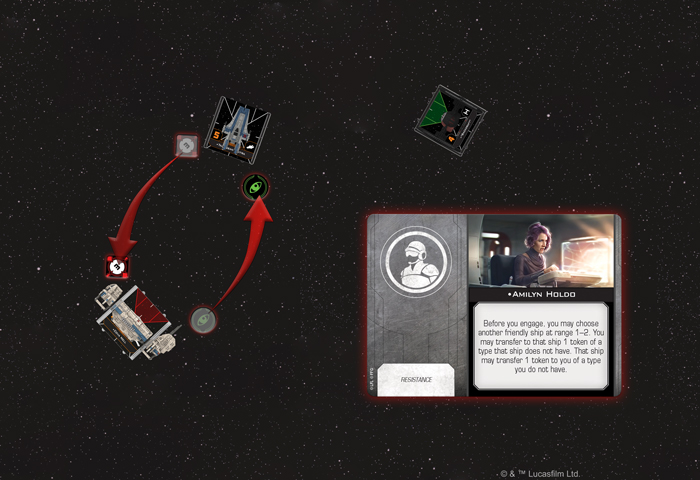 5
4
•Amilyn Holdo
Before you engage, you may choose
another friendly ship at range 1–2. You
may transfer to that ship 1 token of a
type that ship does not have. That ship
may transfer 1 token to you of a type
you do not have.
RESISTANCE
© & ™ Lucasfilm Ltd.